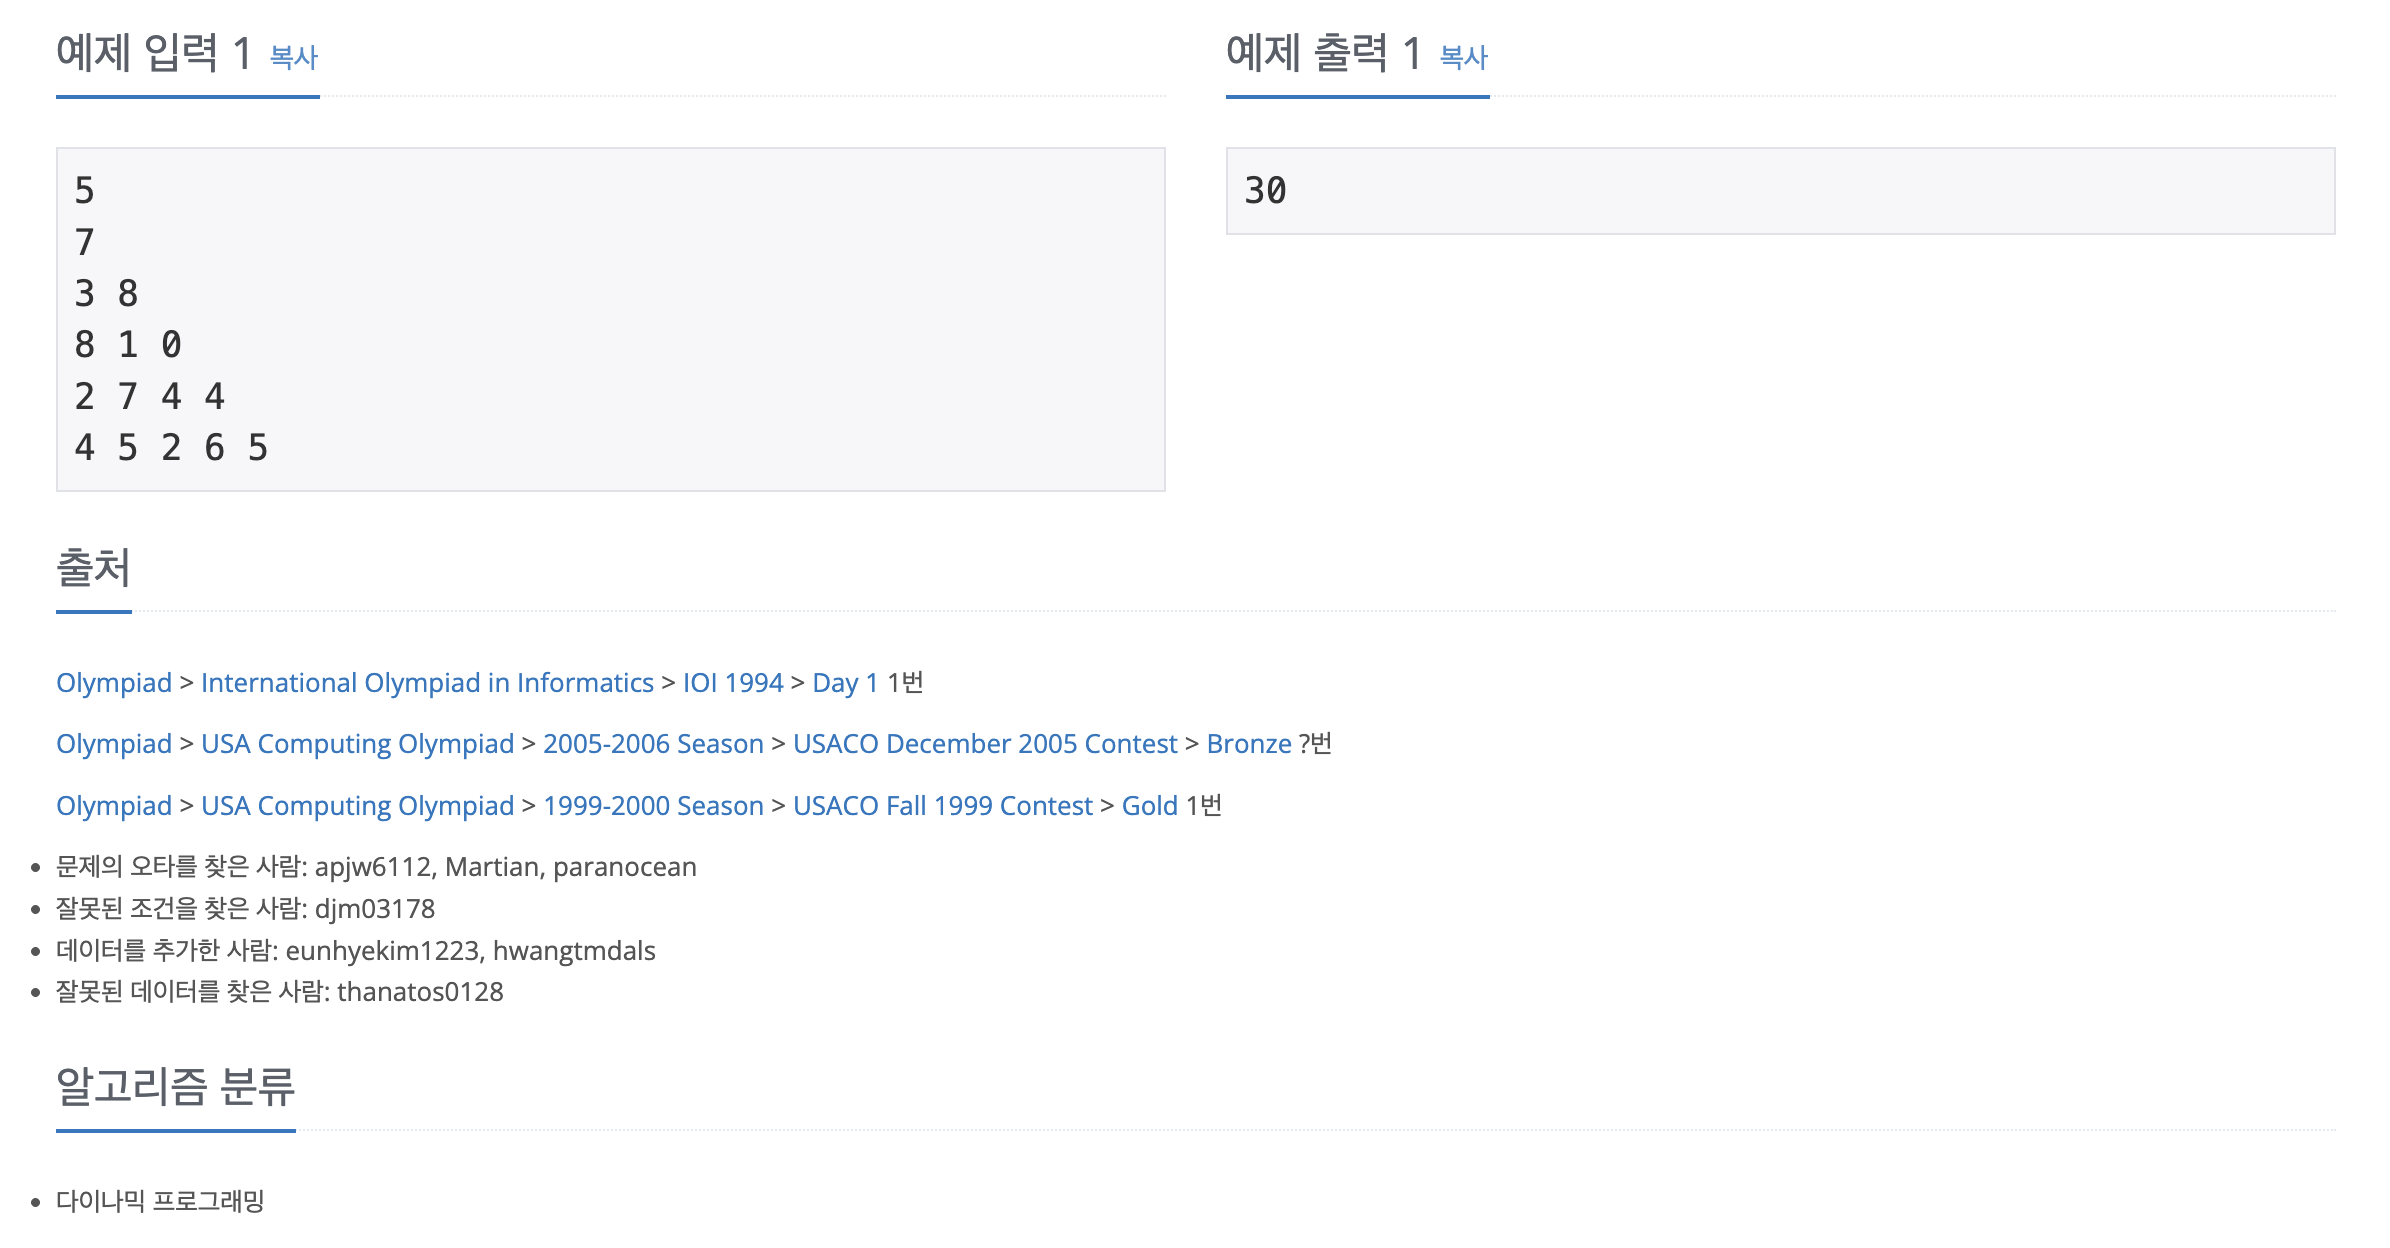 예제 입력 1 복사
5
7
3 8
8 1 0
2 7 4 4
4 5 2 6 5
예제 출력 1 복사
30
출처
Olympiad > International Olympiad in Informatics > IOI 1994 > Day 1 1번
Olympiad > USA Computing Olympiad > 2005-2006 Season > USACO December 2005 Contest > Bronze ?번
Olympiad > USA Computing Olympiad > 1999-2000 Season > USACO Fall 1999 Contest > Gold 1번
• 문제의 오타를 찾은 사람: apjw6112, Martian, paranocean
• 잘못된 조건을 찾은 사람: djm03178
• 데이터를 추가한 사람: eunhyekim1223, hwangtmdals
• 잘못된 데이터를 찾은 사람: thanatos0128
알고리즘 분류
• 다이나믹 프로그래밍